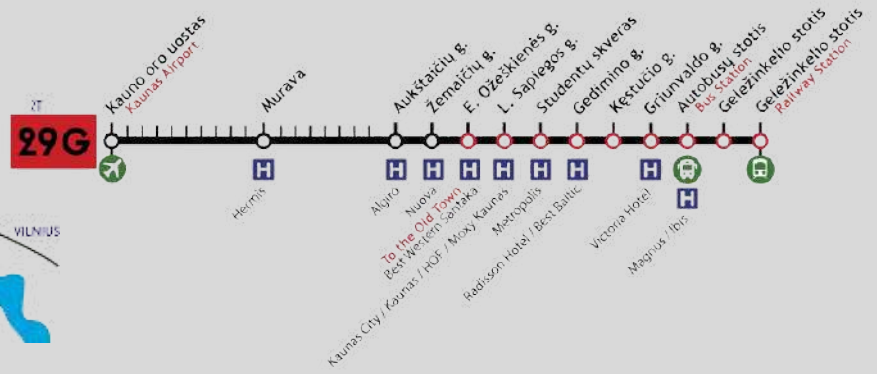 Kauno oro uostas
Kaunas Airport
Murava
Aukštaičių g.
Žemaičių g.
E. Ožeškienės g.
L. Sapiegos g.
Studentų skveras
Gedimino g.
Kęstučio g.
Griunvaldo g.
Autobusų stotis
Bus Station
Geležinkelio stotis
Geležinkelio stotis
Railway Station
29G
H
H
H
H
H
H
H
H
H
Hermis
Algiro
Nuova
To the Old Town
Best Western Santaka
Kaunas City / Kaunas / HOF / Moxy Kaunas
Metropolis
Radisson Hotel / Best Baltic
Victoria Hotel
Magnus / Ibis
VILNIUS